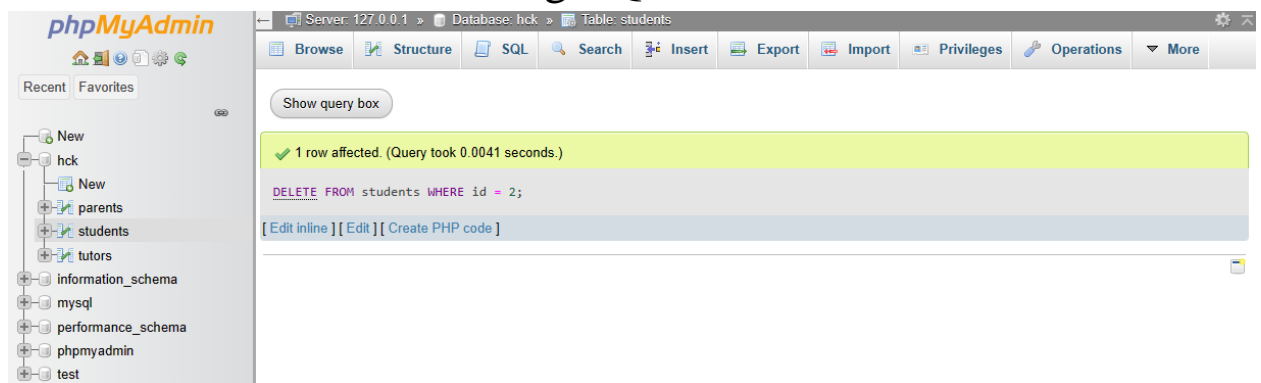 phpMyAdmin
Recent Favorites
New
hck
New
parents
students
tutors
information_schema
mysql
performance_schema
phpmyadmin
test
Server: 127.0.0.1 » Database: hck » Table: students
Browse Structure SQL Search Insert Export Import Privileges Operations More
Show query box
1 row affected. (Query took 0.0041 seconds.)
DELETE FROM students WHERE id = 2;
[ Edit inline ] [ Edit ] [ Create PHP code ]